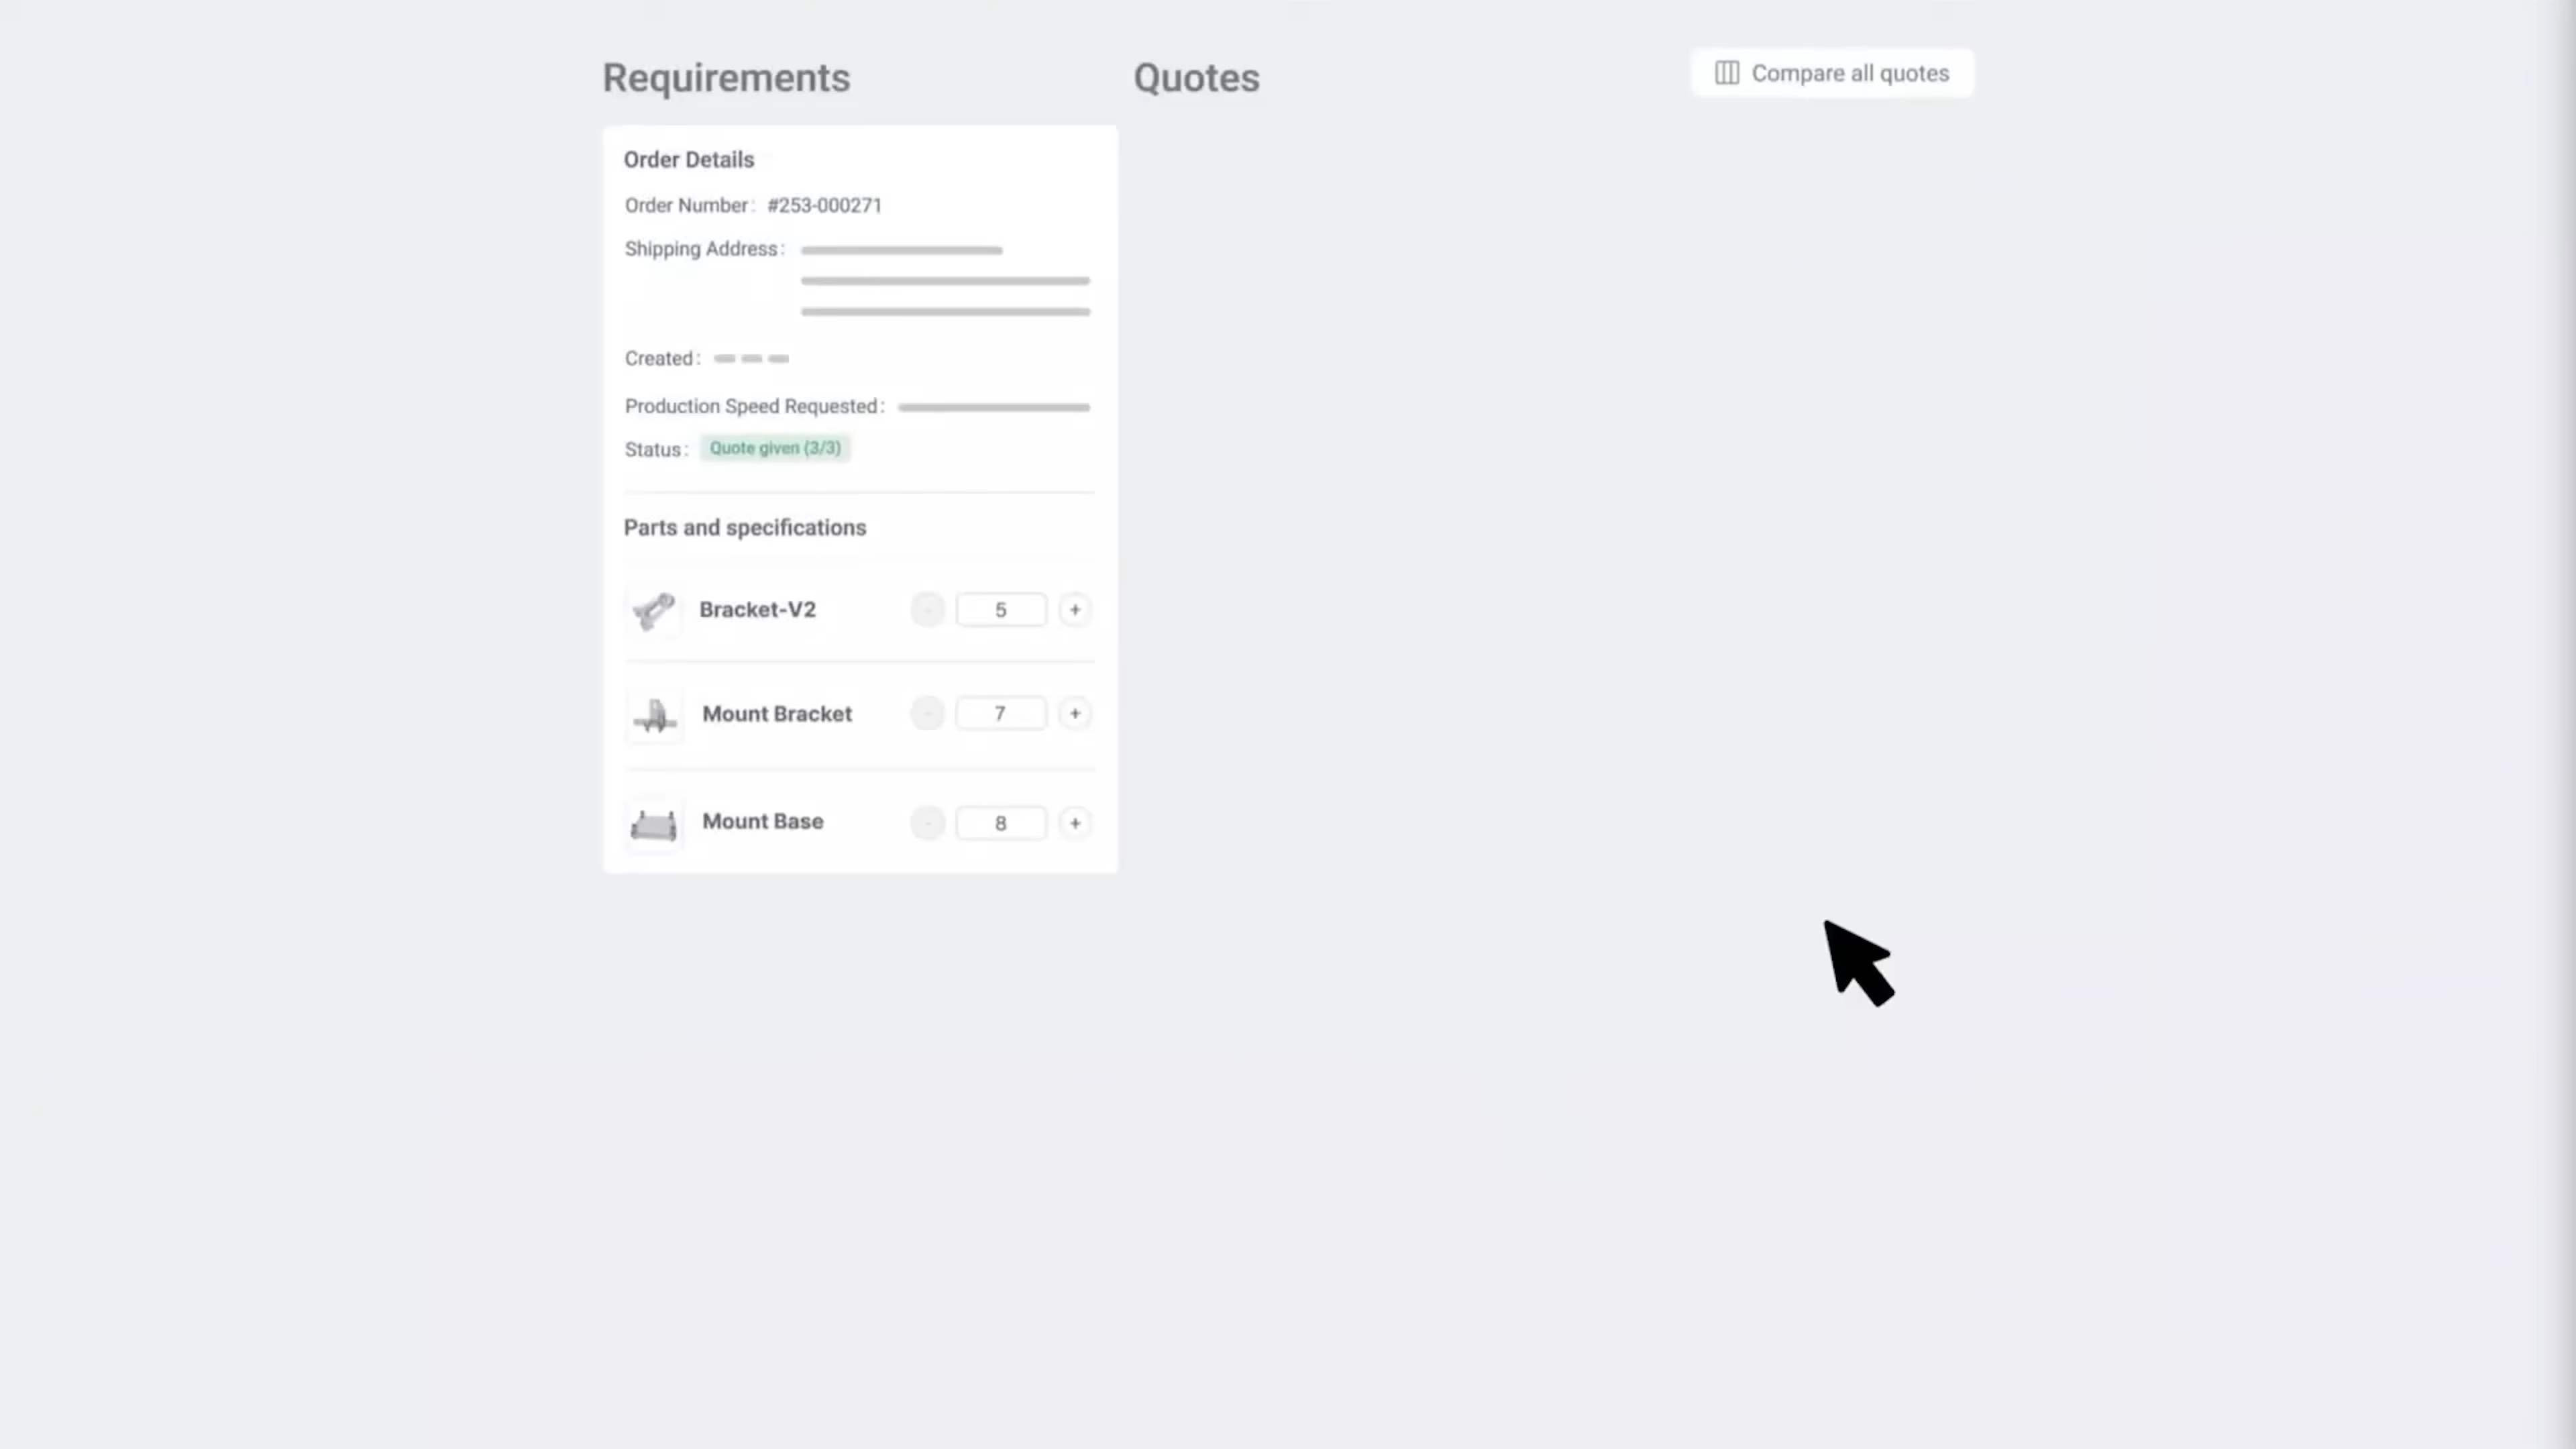 Requirements
Quotes
Compare all quotes
Order Details
Order Number: #253-000271
Shipping Address:
Created:
Production Speed Requested:
Status: Quote given (3/3)
Parts and specifications
Bracket-V2 - 5 +
Mount Bracket - 7 +
Mount Base - 8 +